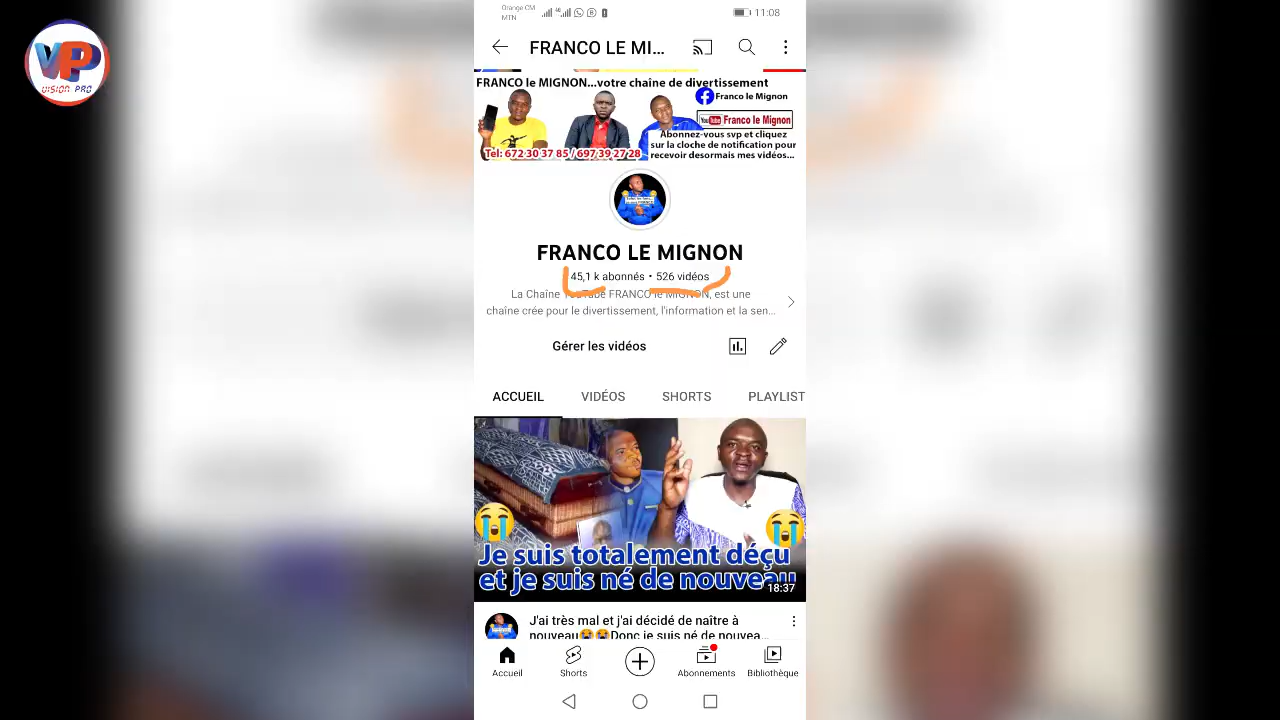 VP
VISION PRO
Orange CM
MTN
4G
11:08
FRANCO LE MI...
FRANCO le MIGNON...votre chaîne de divertissement
Franco le Mignon
YouTube Franco le Mignon
Abonnez-vous svp et cliquez
sur la cloche de notification pour
recevoir desormais mes vidéos...
Tel: 672 30 37 85 / 697 39 27 28
FRANCO LE MIGNON
45,1 k abonnés • 526 vidéos
La Chaîne YouTube FRANCO le MIGNON, est une
chaîne crée pour le divertissement, l'information et la sen...
Gérer les vidéos
ACCUEIL VIDÉOS SHORTS PLAYLIST
Je suis totalement déçu
et je suis né de nouveau
18:37
J'ai très mal et j'ai décidé de naître à
nouveau😭😭Donc je suis né de nouvea...
Accueil Shorts Abonnements Bibliothèque